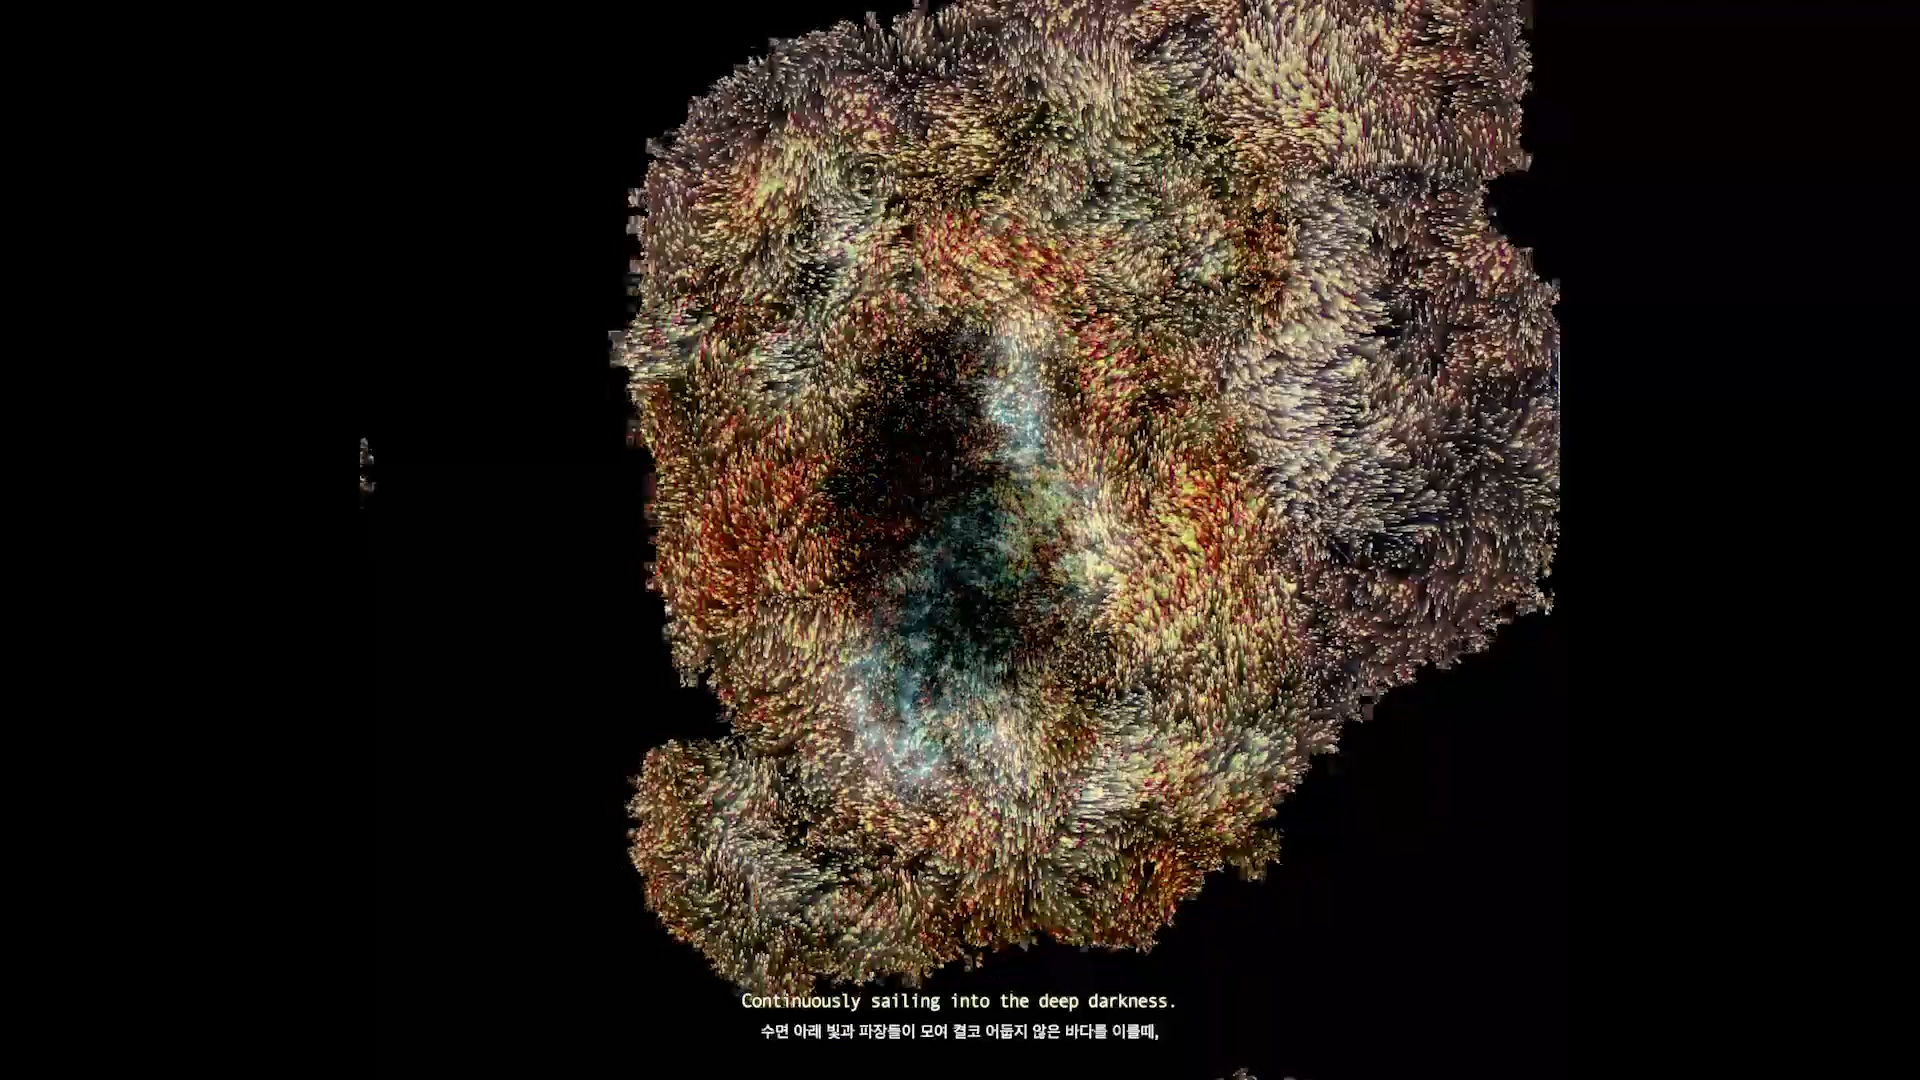 Continuously sailing into the deep darkness.
수면 아래 빛과 파장들이 모여 결코 어둡지 않은 바다를 이룰때,